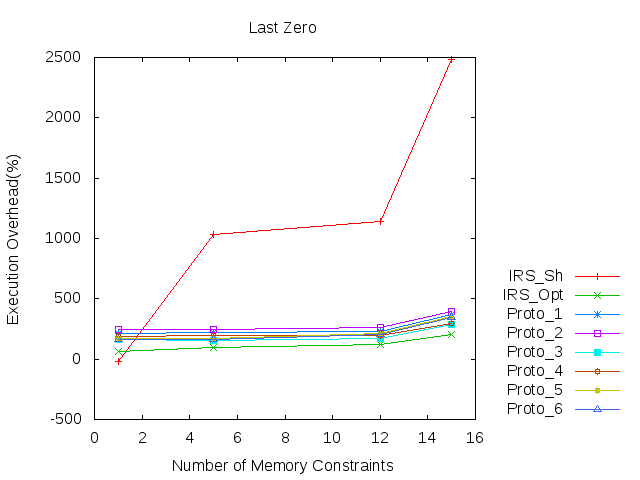 Last Zero
2500
2000
1500
1000
500
0
-500
Execution Overhead(%)
0 2 4 6 8 10 12 14 16
Number of Memory Constraints
IRS_Sh
IRS_Opt
Proto_1
Proto_2
Proto_3
Proto_4
Proto_5
Proto_6